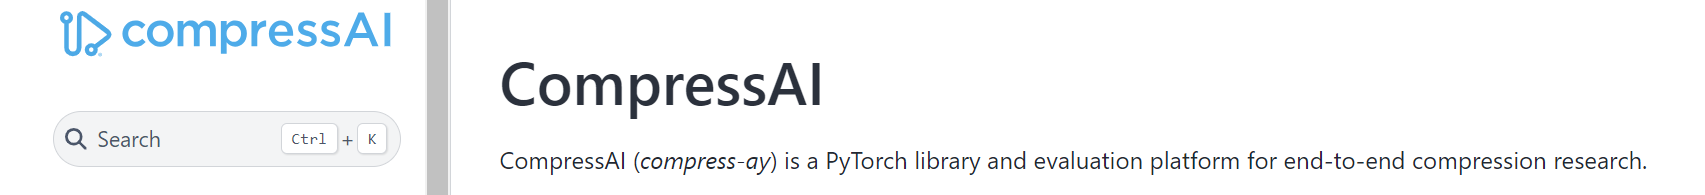 compressAI
Search Ctrl + K
CompressAI
CompressAI (compress-ay) is a PyTorch library and evaluation platform for end-to-end compression research.